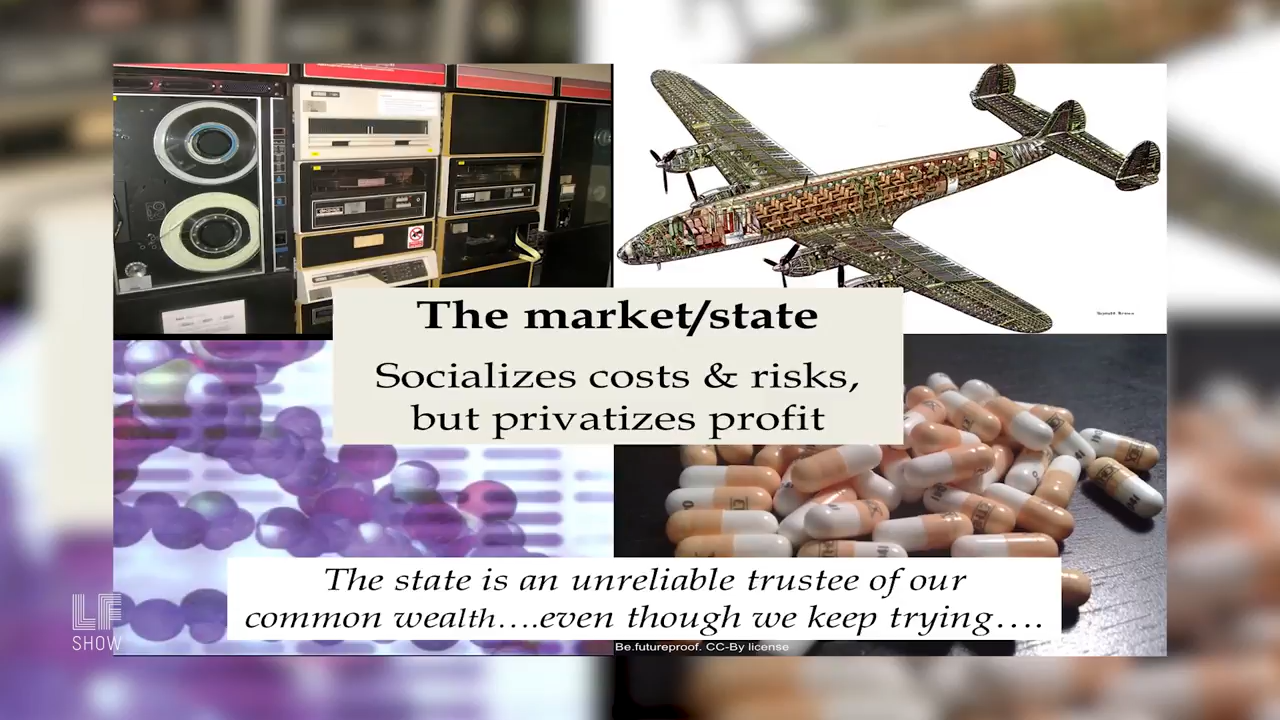 The market/state
Socializes costs & risks,
but privatizes profit
The state is an unreliable trustee of our
common wealth….even though we keep trying….
Be.futureproof. CC-By license
LF
SHOW